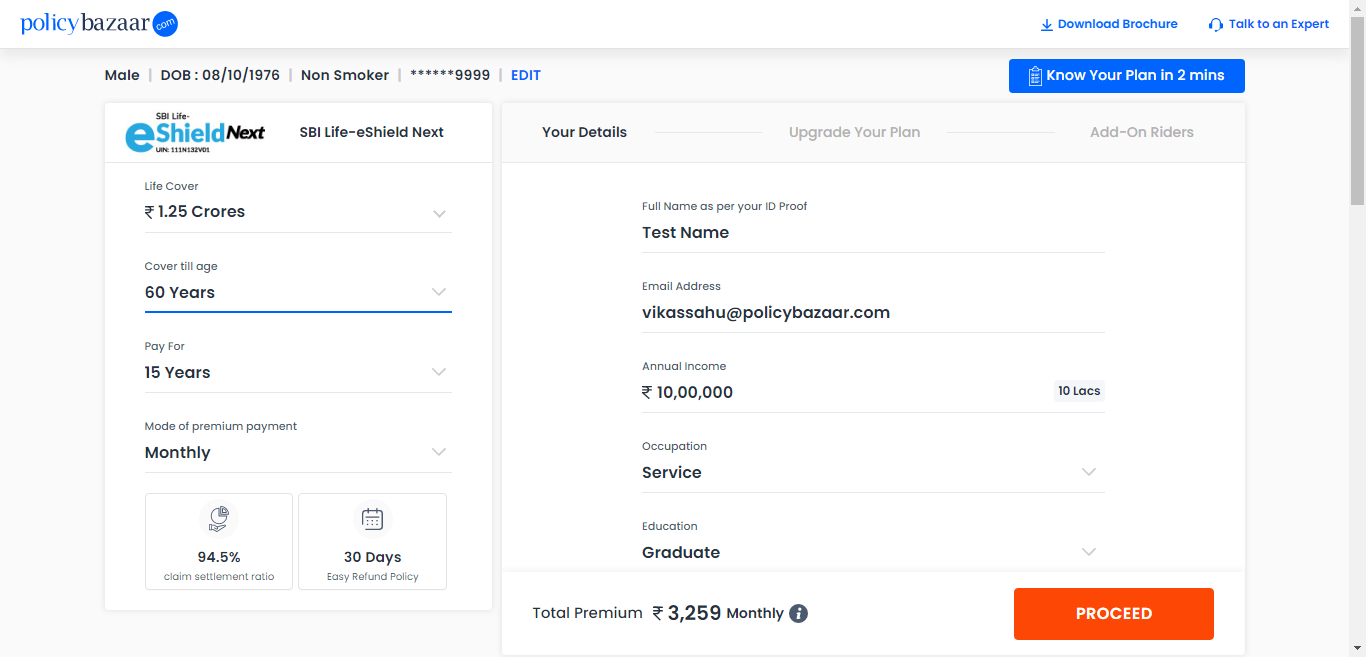 policybazaar.com
Download Brochure
Talk to an Expert
Male | DOB : 08/10/1976 | Non Smoker | ******9999 | EDIT
Know Your Plan in 2 mins
SBI Life-
eShield Next
UIN: 111N132V01
SBI Life-eShield Next
Life Cover
₹ 1.25 Crores
Cover till age
60 Years
Pay For
15 Years
Mode of premium payment
Monthly
94.5%
claim settlement ratio
30 Days
Easy Refund Policy
Your Details
Upgrade Your Plan
Add-On Riders
Full Name as per your ID Proof
Test Name
Email Address
vikassahu@policybazaar.com
Annual Income
₹ 10,00,000
10 Lacs
Occupation
Service
Education
Graduate
Total Premium ₹ 3,259 Monthly i
PROCEED